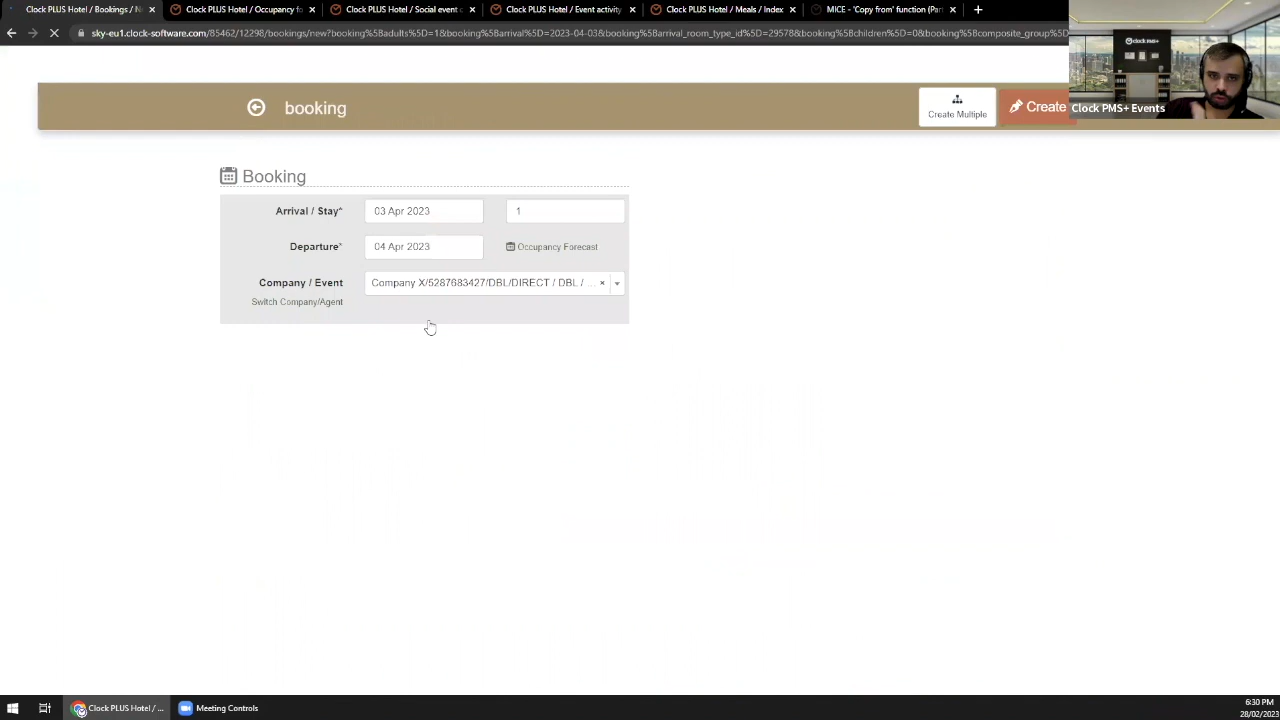 Clock PLUS Hotel / Bookings / N
Clock PLUS Hotel / Occupancy fo
Clock PLUS Hotel / Social event c
Clock PLUS Hotel / Event activity
Clock PLUS Hotel / Meals / Index
MICE - 'Copy from' function (Par
sky-eu1.clock-software.com/85462/12298/bookings/new?booking%5Badults%5D=1&booking%5Barrival%5D=2023-04-03&booking%5Barrival_room_type_id%5D=29578&booking%5Bchildren%5D=0&booking%5Bcomposite_group%5D
clock PMS+
Clock PMS+ Events
booking
Create Multiple
Create
Booking
Arrival / Stay*
03 Apr 2023
1
Departure*
04 Apr 2023
Occupancy Forecast
Company / Event
Company X/5287683427/DBL/DIRECT / DBL / ...
Switch Company/Agent
Clock PLUS Hotel / ...
Meeting Controls
6:30 PM
28/02/2023